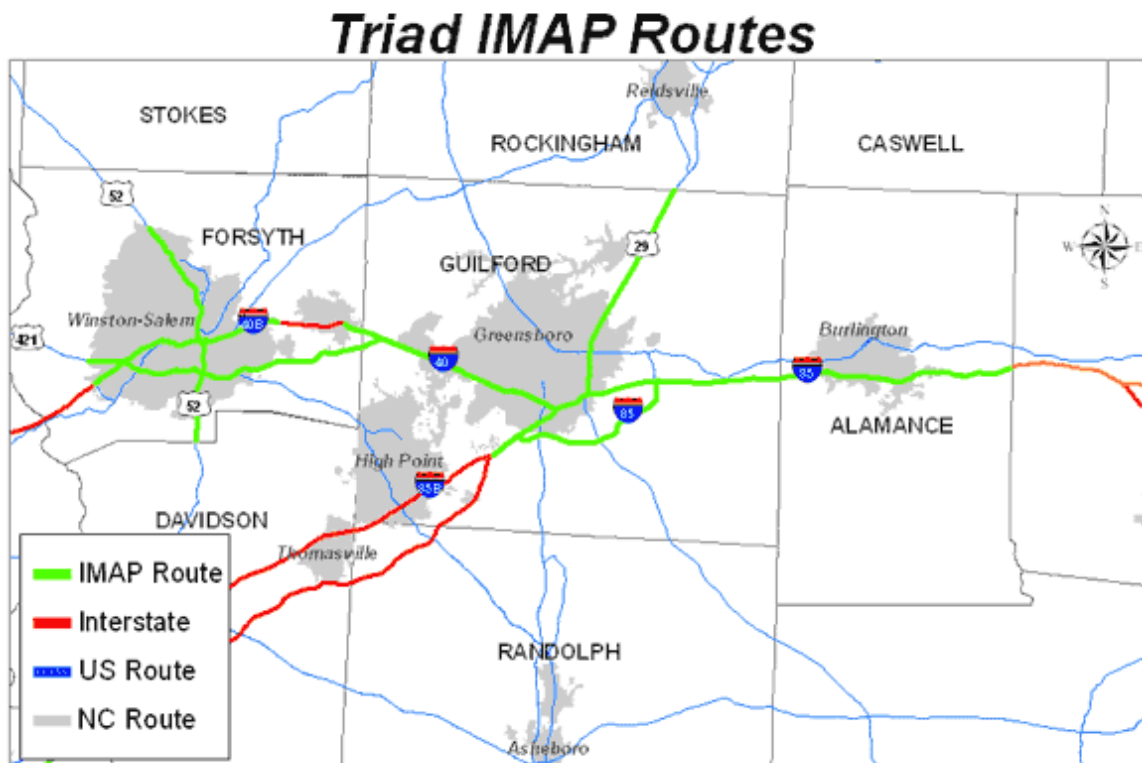 Triad IMAP Routes
STOKES
Reidsville
ROCKINGHAM
CASWELL
52
FORSYTH
29
GUILFORD
N
W
E
S
Winston-Salem
40B
Greensboro
Burlington
421
40
85
52
85
ALAMANCE
High Point
85B
DAVIDSON
Thomasville
IMAP Route
Interstate
US Route
NC Route
RANDOLPH
Asheboro